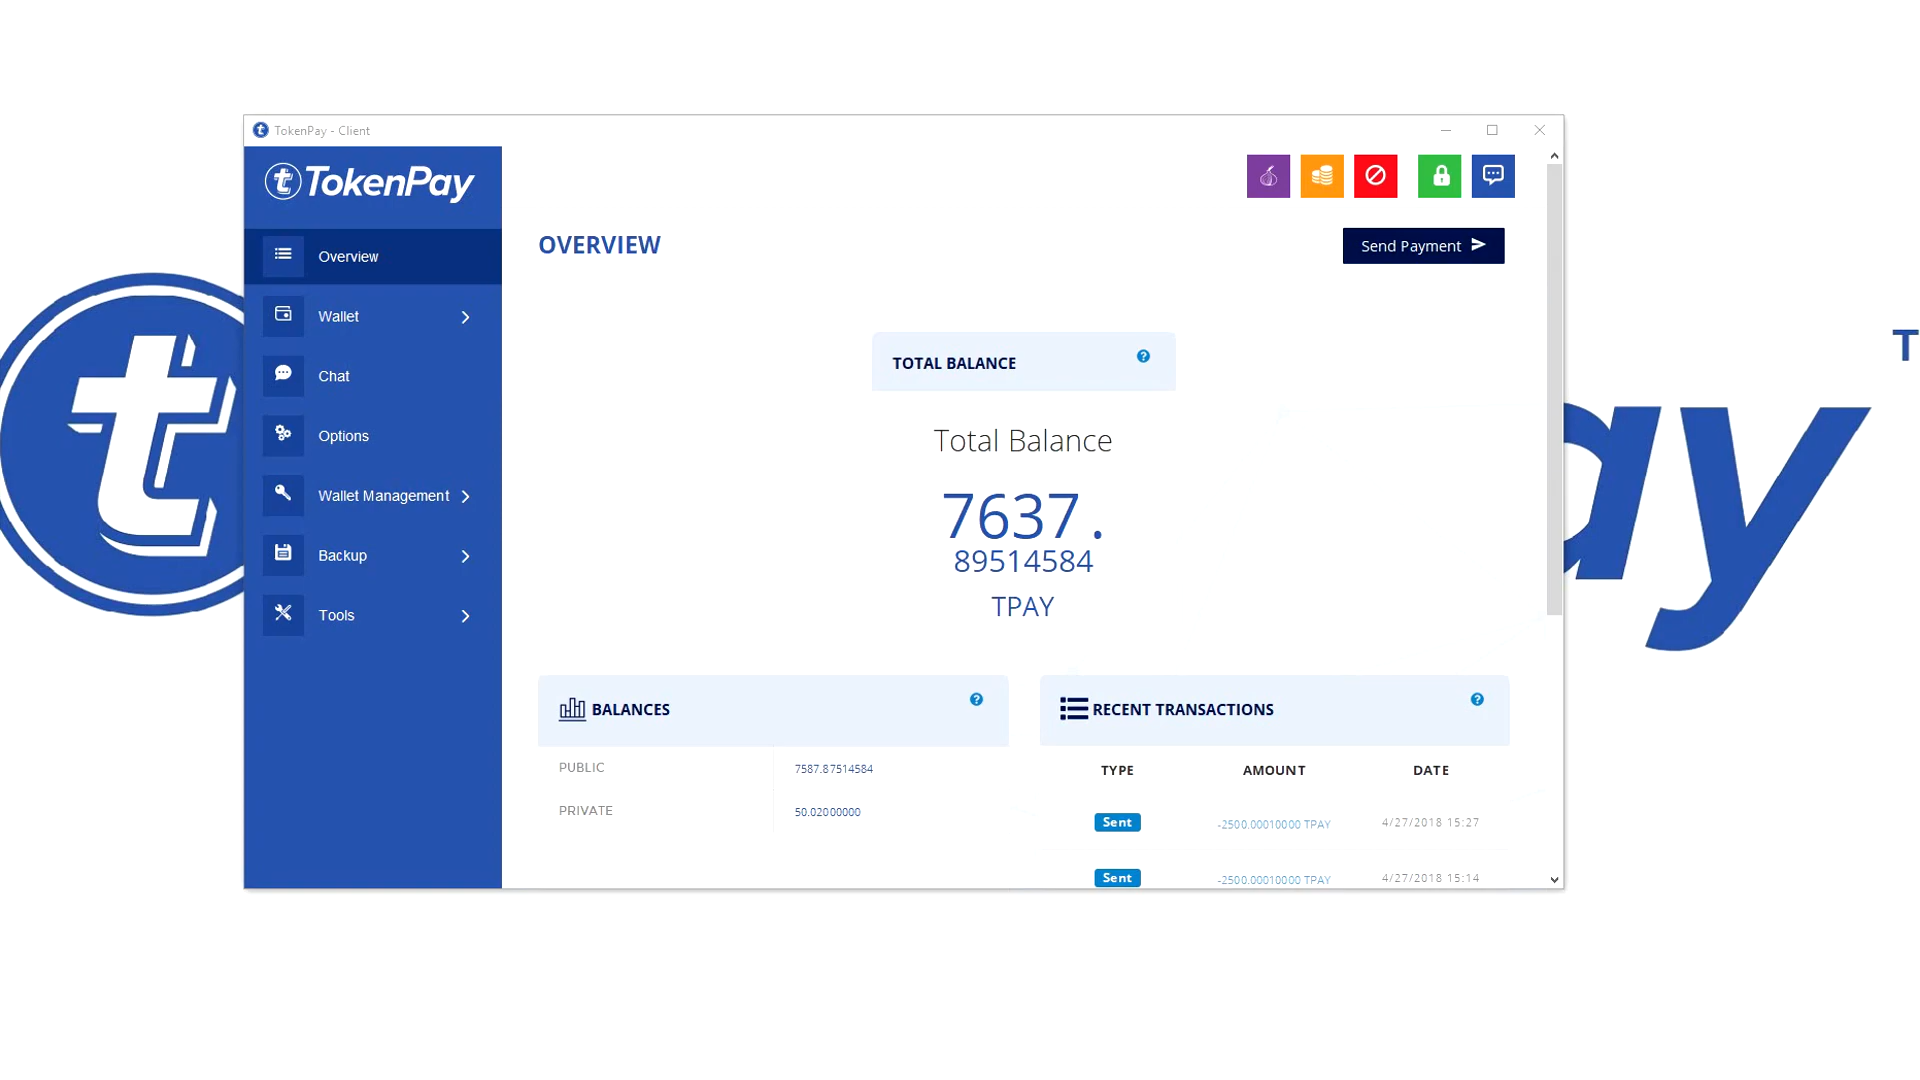 TokenPay - Client
TokenPay
Overview
Wallet
Chat
Options
Wallet Management
Backup
Tools
OVERVIEW
Send Payment
TOTAL BALANCE
?
Total Balance
7637 .
89514584
TPAY
BALANCES
?
PUBLIC
7587.87514584
PRIVATE
50.02000000
RECENT TRANSACTIONS
?
TYPE AMOUNT DATE
Sent -2500.00010000 TPAY 4/27/2018 15:27
Sent -2500.00010000 TPAY 4/27/2018 15:14
t
ay
T